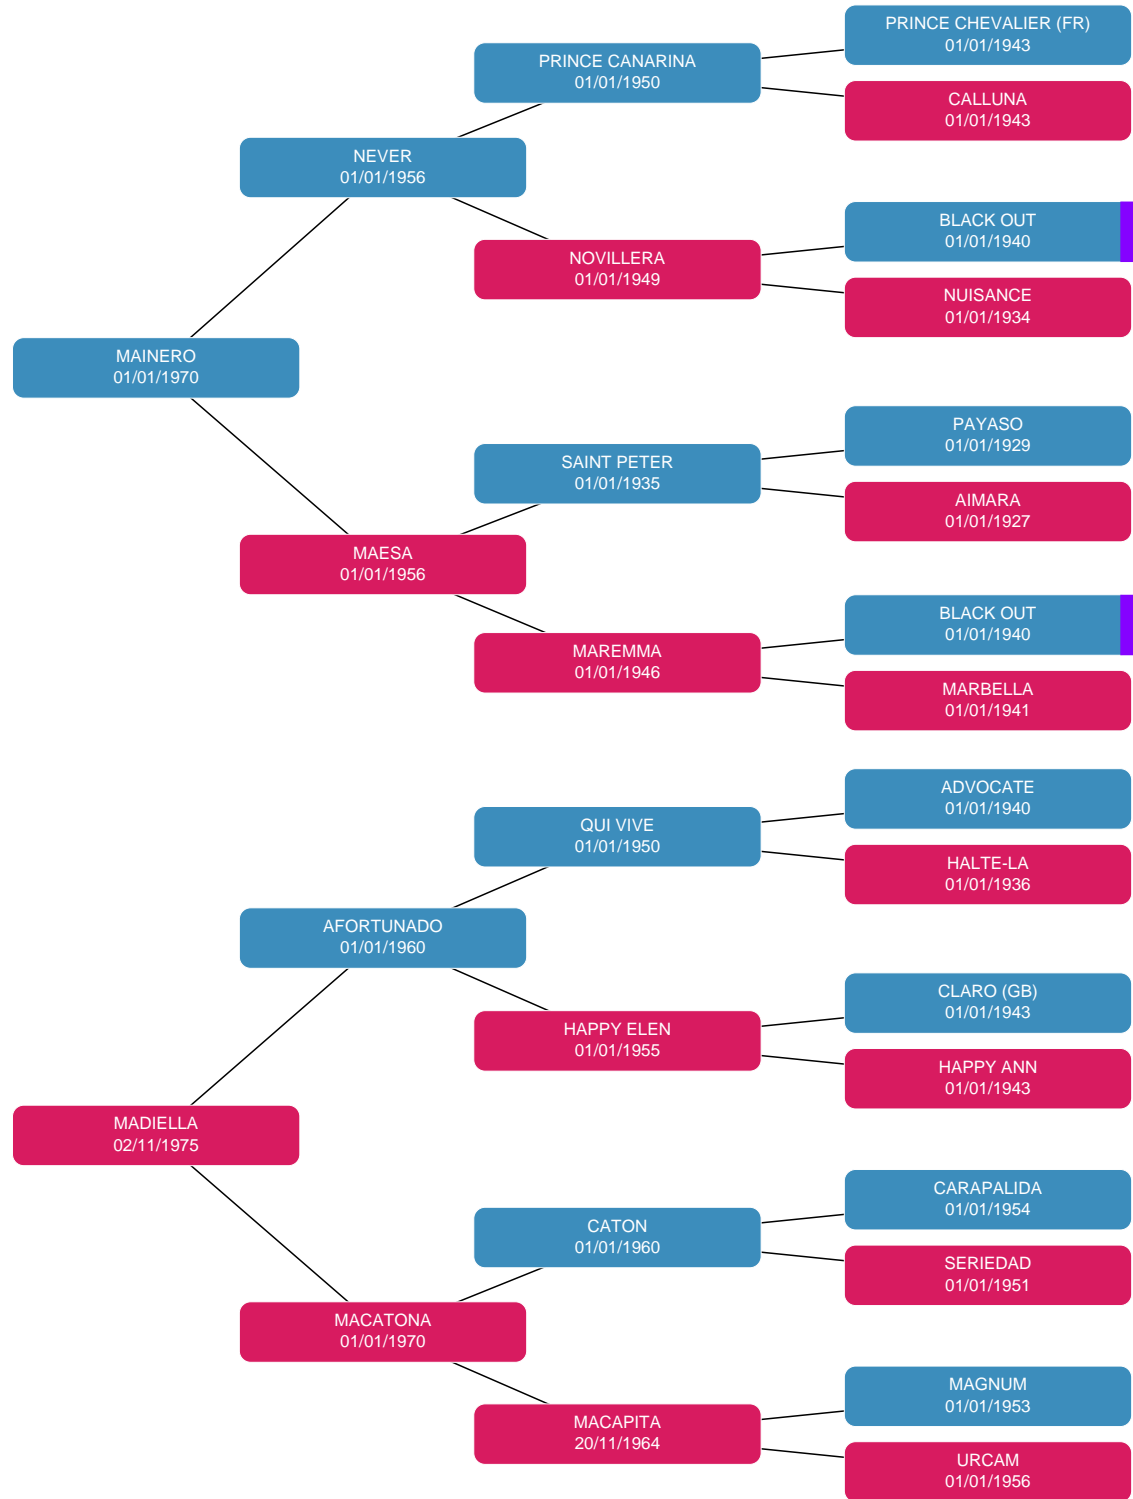 PRINCE CHEVALIER (FR)
01/01/1943
PRINCE CANARINA
01/01/1950
CALLUNA
01/01/1943
NEVER
01/01/1956
BLACK OUT
01/01/1940
NOVILLERA
01/01/1949
NUISANCE
01/01/1934
MAINERO
01/01/1970
PAYASO
01/01/1929
SAINT PETER
01/01/1935
AIMARA
01/01/1927
MAESA
01/01/1956
BLACK OUT
01/01/1940
MAREMMA
01/01/1946
MARBELLA
01/01/1941
ADVOCATE
01/01/1940
QUI VIVE
01/01/1950
HALTE-LA
01/01/1936
AFORTUNADO
01/01/1960
CLARO (GB)
01/01/1943
HAPPY ELEN
01/01/1955
HAPPY ANN
01/01/1943
MADIELLA
02/11/1975
CARAPALIDA
01/01/1954
CATON
01/01/1960
SERIEDAD
01/01/1951
MACATONA
01/01/1970
MAGNUM
01/01/1953
MACAPITA
20/11/1964
URCAM
01/01/1956